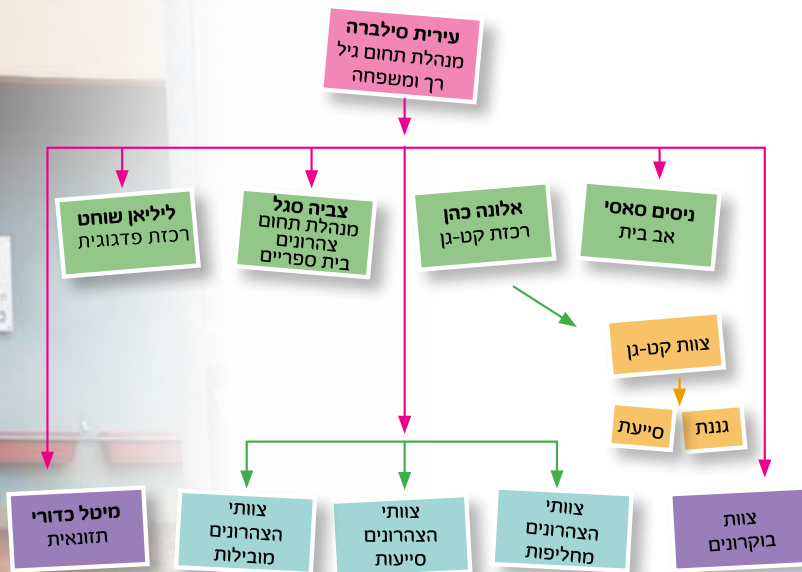 עירית סילברה
מנהלת תחום גיל
רך ומשפחה
ניסים סאסי
אב בית
אלונה כהן
רכזת קט-גן
צביה סגל
מנהלת תחום
צהרונים
בית ספריים
ליליאן שוחט
רכזת פדגוגית
צוות קט-גן
גננת
סייעת
צוות
בוקרונים
צוותי
הצהרונים
מחליפות
צוותי
הצהרונים
סייעות
צוותי
הצהרונים
מובילות
מיטל כדורי
תזונאית